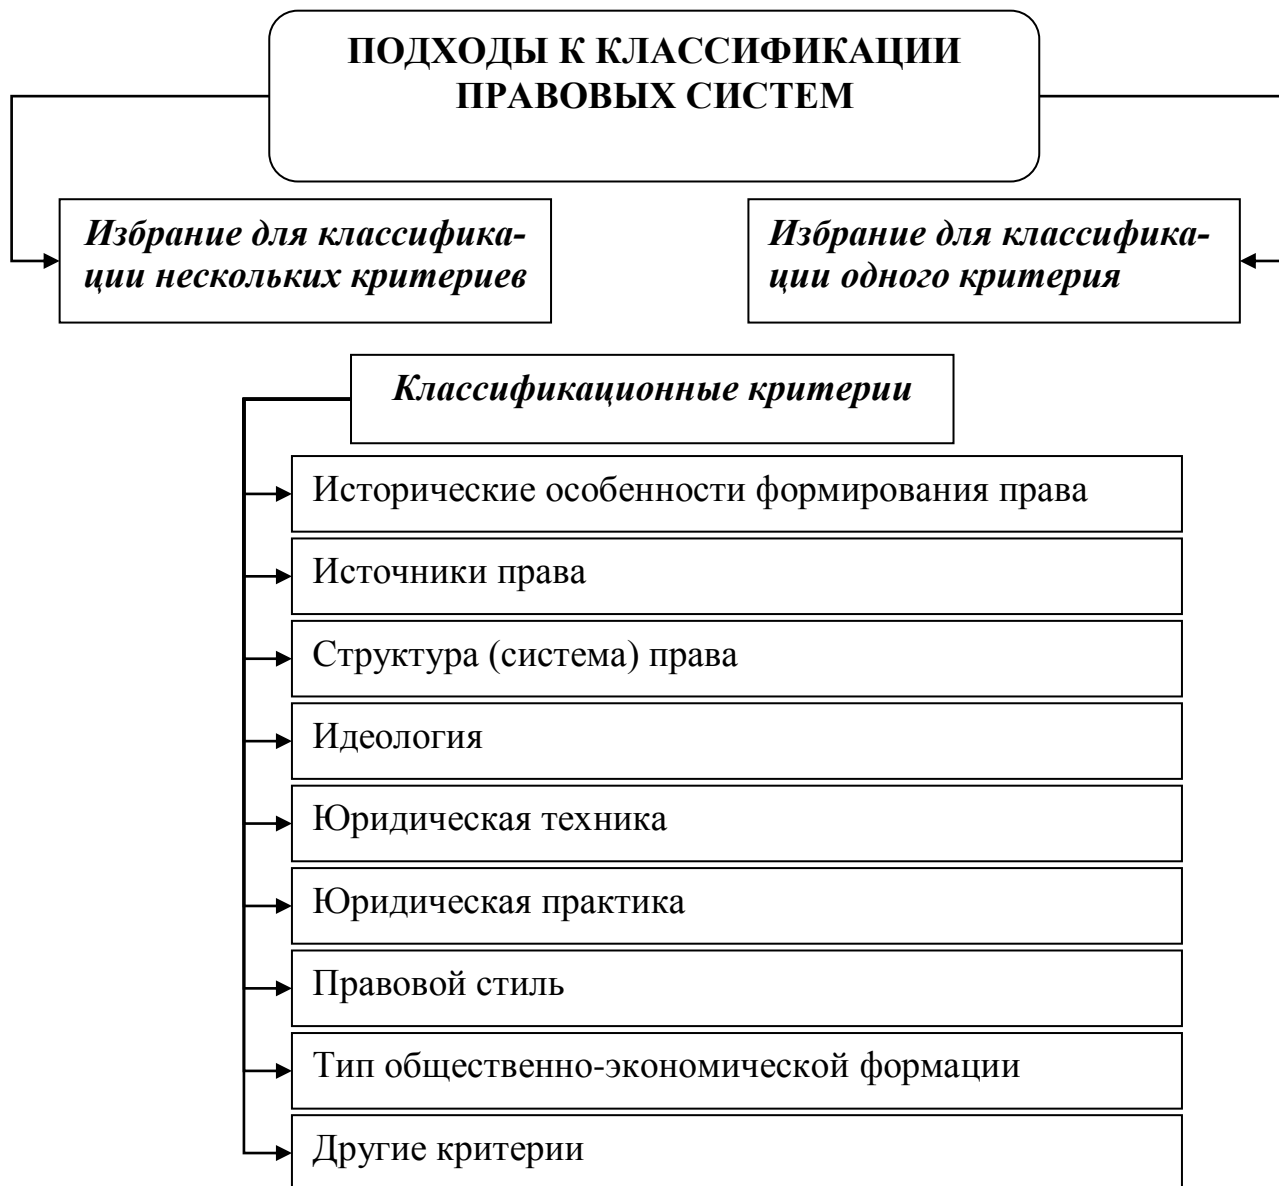 ПОДХОДЫ К КЛАССИФИКАЦИИ
ПРАВОВЫХ СИСТЕМ
Избрание для классифика-
ции нескольких критериев
Избрание для классифика-
ции одного критерия
Классификационные критерии
Исторические особенности формирования права
Источники права
Структура (система) права
Идеология
Юридическая техника
Юридическая практика
Правовой стиль
Тип общественно-экономической формации
Другие критерии